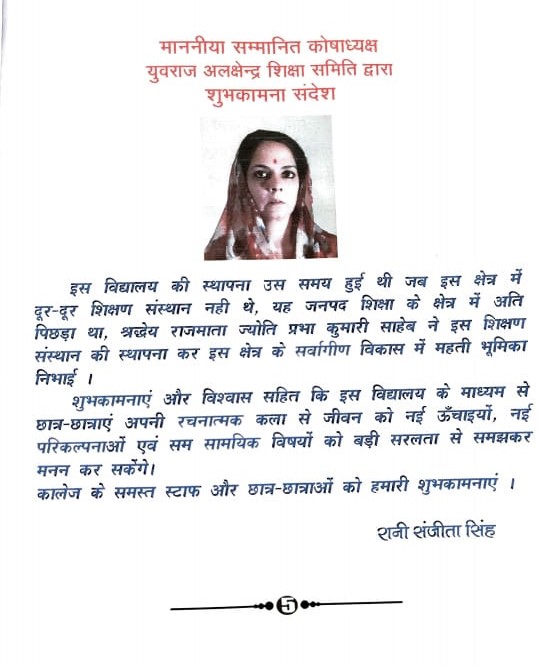 माननीया सम्मानित कोषाध्यक्ष
युवराज अलक्षेन्द्र शिक्षा समिति द्वारा
शुभकामना संदेश
इस विद्यालय की स्थापना उस समय हुई थी जब इस क्षेत्र में
दूर-दूर शिक्षण संस्थान नही थे, यह जनपद शिक्षा के क्षेत्र में अति
पिछड़ा था, श्रद्धेय राजमाता ज्योति प्रभा कुमारी साहेब ने इस शिक्षण
संस्थान की स्थापना कर इस क्षेत्र के सर्वागीण विकास में महती भूमिका
निभाई ।
शुभकामनाएं और विश्वास सहित कि इस विद्यालय के माध्यम से
छात्र-छात्राएं अपनी रचनात्मक कला से जीवन को नई ऊँचाइयों, नई
परिकल्पनाओं एवं सम सामयिक विषयों को बड़ी सरलता से समझकर
मनन कर सकेंगे।
कालेज के समस्त स्टाफ और छात्र-छात्राओं को हमारी शुभकामनाएं ।
रानी संजीता सिंह
5